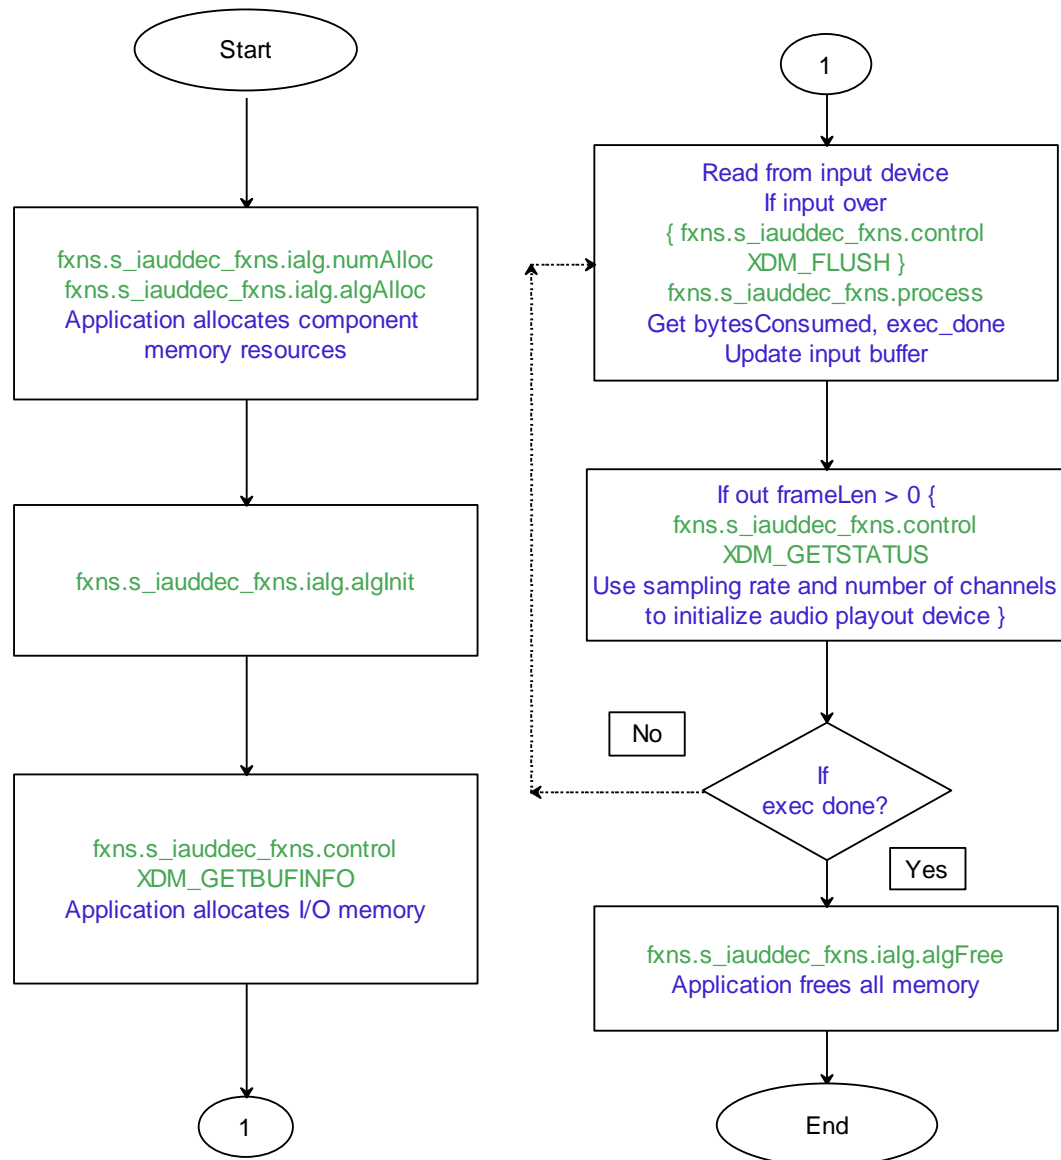 Start
fxns.s_iauddec_fxns.ialg.numAlloc
fxns.s_iauddec_fxns.ialg.algAlloc
Application allocates component
memory resources
fxns.s_iauddec_fxns.ialg.algInit
fxns.s_iauddec_fxns.control
XDM_GETBUFINFO
Application allocates I/O memory
1
1
Read from input device
If input over
{ fxns.s_iauddec_fxns.control
XDM_FLUSH }
fxns.s_iauddec_fxns.process
Get bytesConsumed, exec_done
Update input buffer
If out frameLen > 0 {
fxns.s_iauddec_fxns.control
XDM_GETSTATUS
Use sampling rate and number of channels
to initialize audio playout device }
No
If
exec done?
Yes
fxns.s_iauddec_fxns.ialg.algFree
Application frees all memory
End